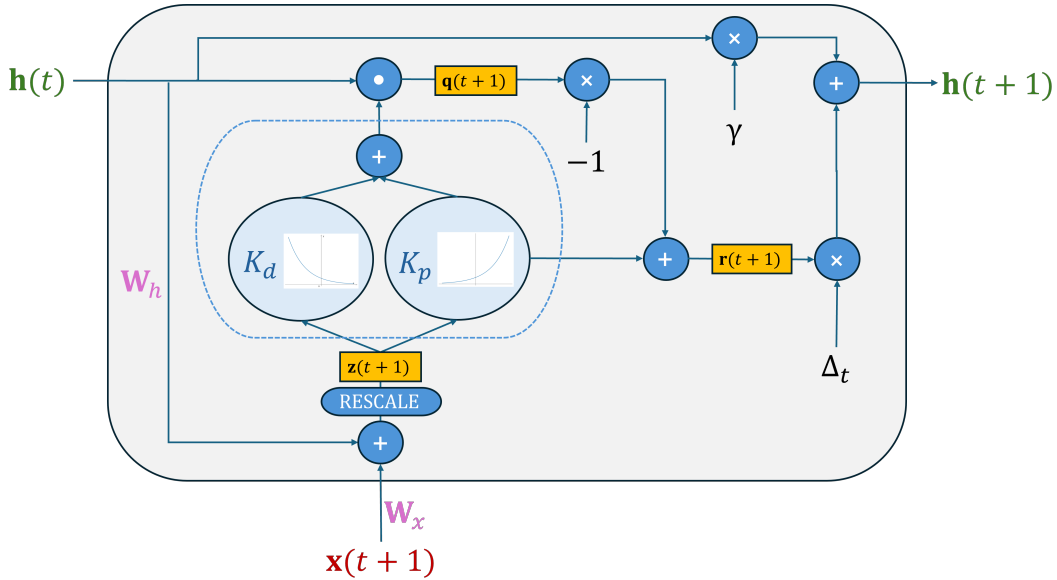 ×
h(t)
•
q(t + 1)
×
+
h(t + 1)
γ
−1
+
K_d
K_p
+
r(t + 1)
×
W_h
z(t + 1)
Δ_t
RESCALE
+
W_x
x(t + 1)